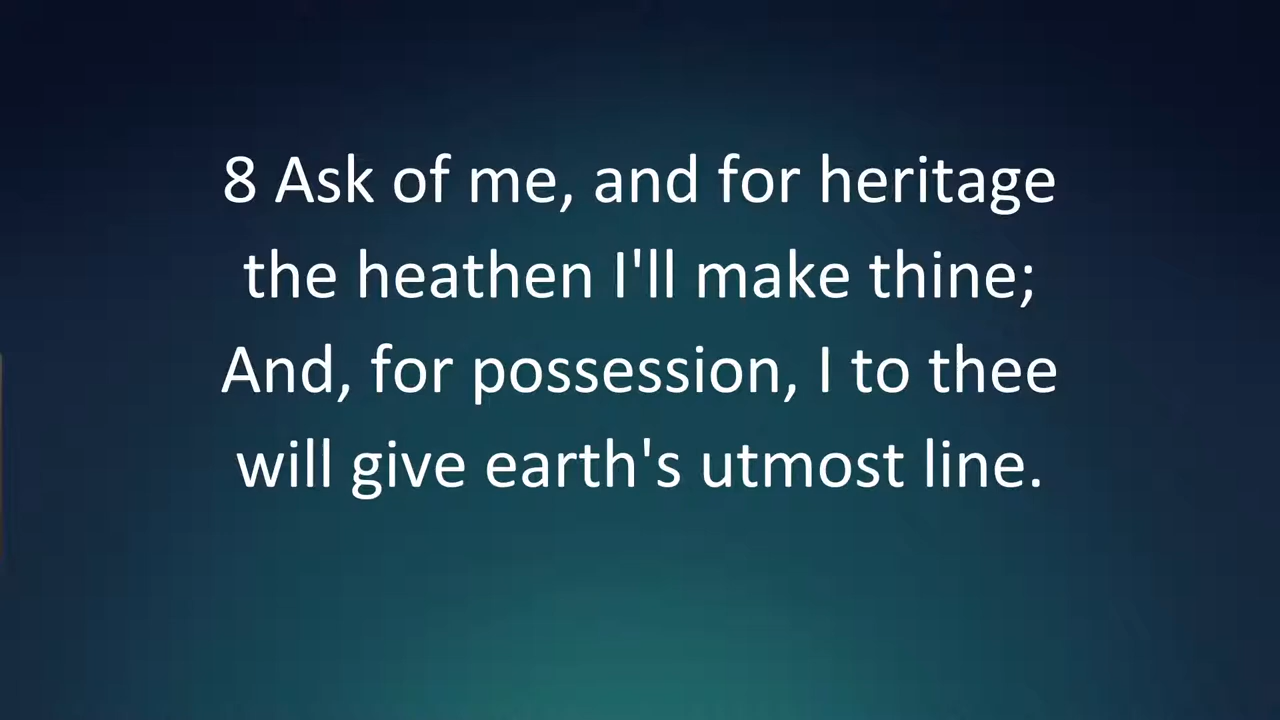 8 Ask of me, and for heritage
the heathen I'll make thine;
And, for possession, I to thee
will give earth's utmost line.